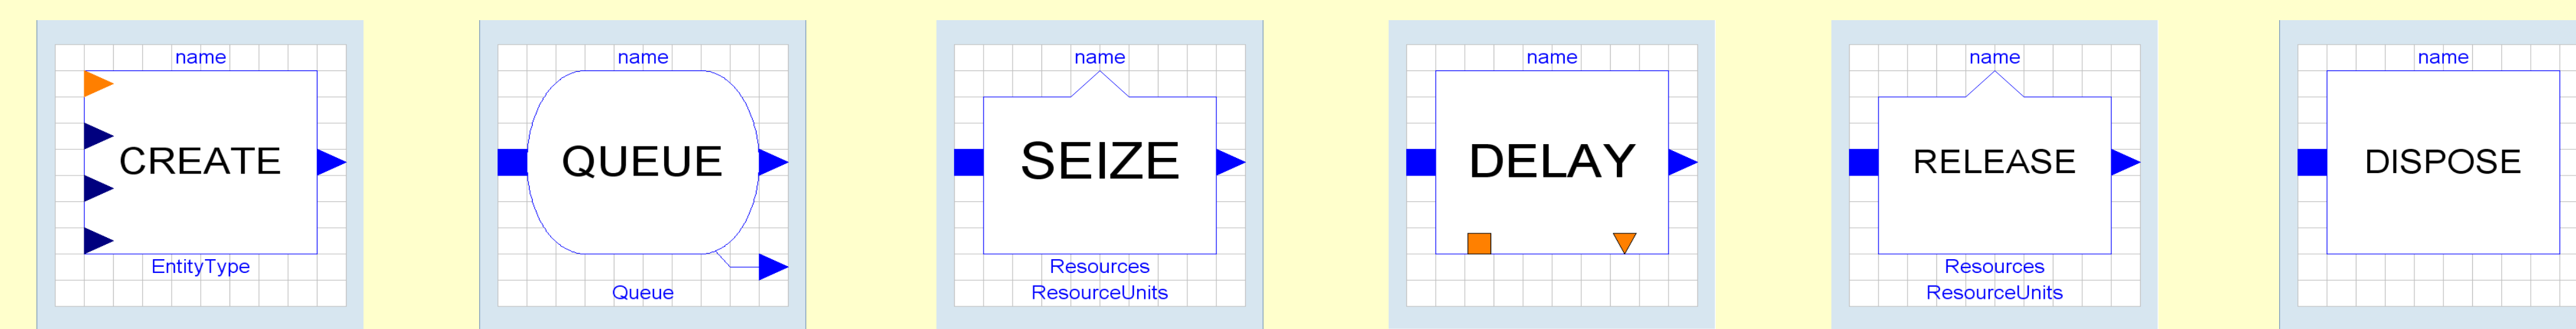 name
CREATE
EntityType
name
QUEUE
Queue
name
SEIZE
Resources
ResourceUnits
name
DELAY
name
RELEASE
Resources
ResourceUnits
name
DISPOSE